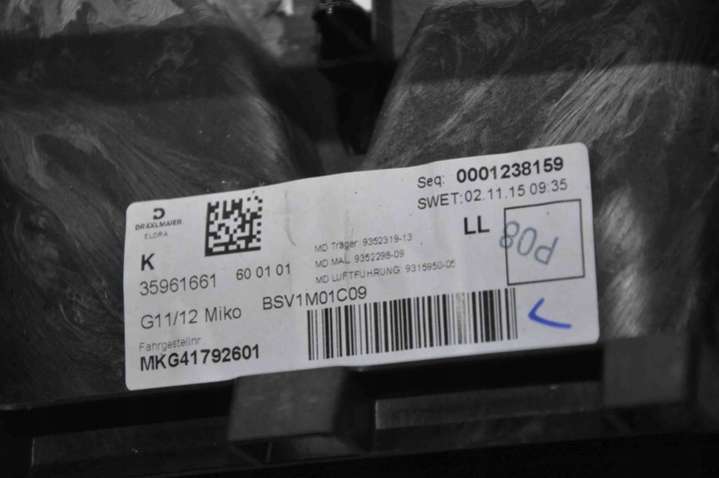 DRÄXLMAIER
ELDRA
Seq: 0001238159
SWET:02.11.15 09:35
K
LL
P08
35961661 60 01 01
MD Träger: 9352319-13
MD MAL: 9352298-09
MD LUFTFÜHRUNG: 9315950-05
G11/12 Miko BSV1M01C09
Fahrgestellnr
MKG41792601